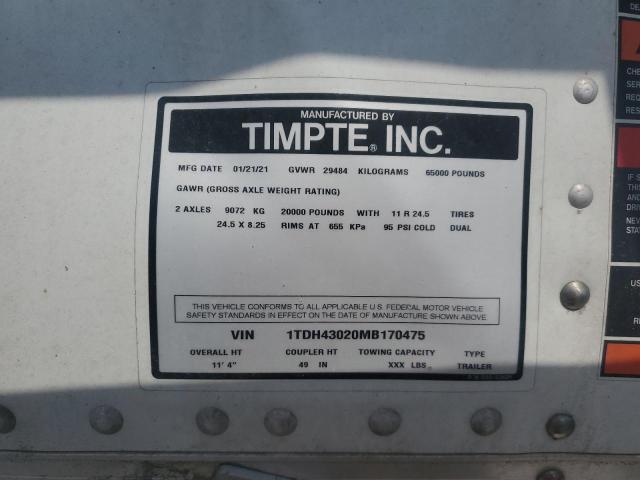 MANUFACTURED BY
TIMPTE® INC.
MFG DATE 01/21/21 GVWR 29484 KILOGRAMS 65000 POUNDS
GAWR (GROSS AXLE WEIGHT RATING)
2 AXLES 9072 KG 20000 POUNDS WITH 11 R 24.5 TIRES
24.5 X 8.25 RIMS AT 655 KPa 95 PSI COLD DUAL
THIS VEHICLE CONFORMS TO ALL APPLICABLE U.S. FEDERAL MOTOR VEHICLE
SAFETY STANDARDS IN EFFECT ON THE DATE OF MANUFACTURE SHOWN ABOVE
VIN 1TDH43020MB170475
OVERALL HT COUPLER HT TOWING CAPACITY TYPE
11' 4" 49 IN XXX LBS. TRAILER